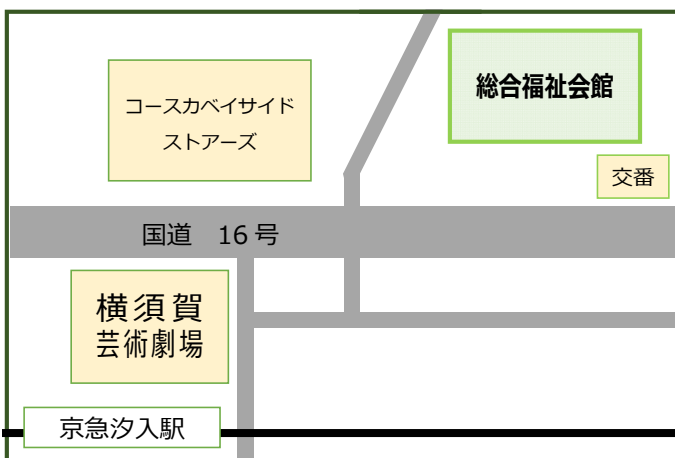 コースカベイサイド
ストアーズ
総合福祉会館
交番
国道　16号
横須賀
芸術劇場
京急汐入駅